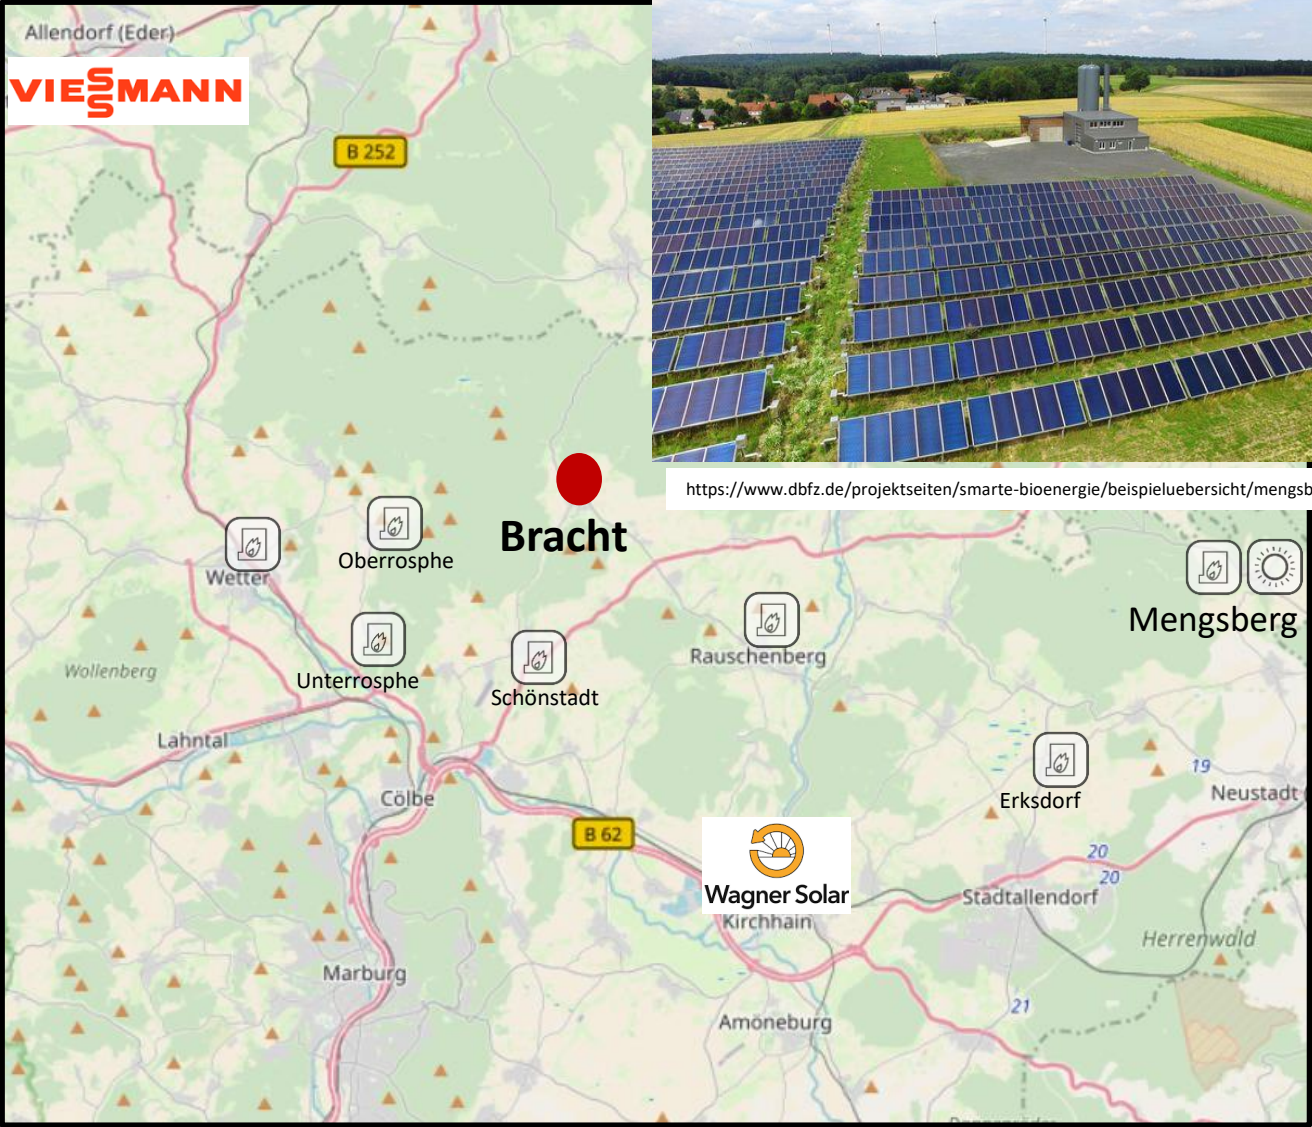 Allendorf (Eder)
VIESSMANN
B 252
https://www.dbfz.de/projektseiten/smarte-bioenergie/beispieluebersicht/mengsb
Bracht
Oberrosphe
Wetter
Mengsberg
Unterrosphe
Rauschenberg
Wollenberg
Schönstadt
Lahntal
19
Erksdorf
Neustadt
Cölbe
B 62
20
20
Wagner Solar
Stadtallendorf
Kirchhain
Herrenwald
Marburg
21
Amöneburg